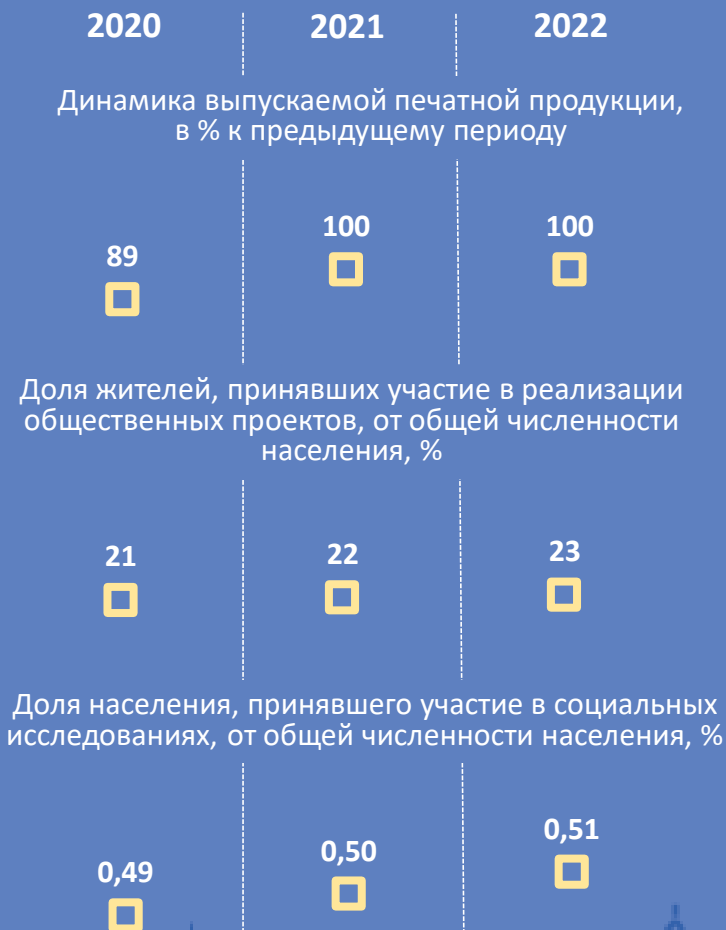 2020 2021 2022
Динамика выпускаемой печатной продукции,
в % к предыдущему периоду
89 100 100
Доля жителей, принявших участие в реализации
общественных проектов, от общей численности
населения, %
21 22 23
Доля населения, принявшего участие в социальных
исследованиях, от общей численности населения, %
0,49 0,50 0,51